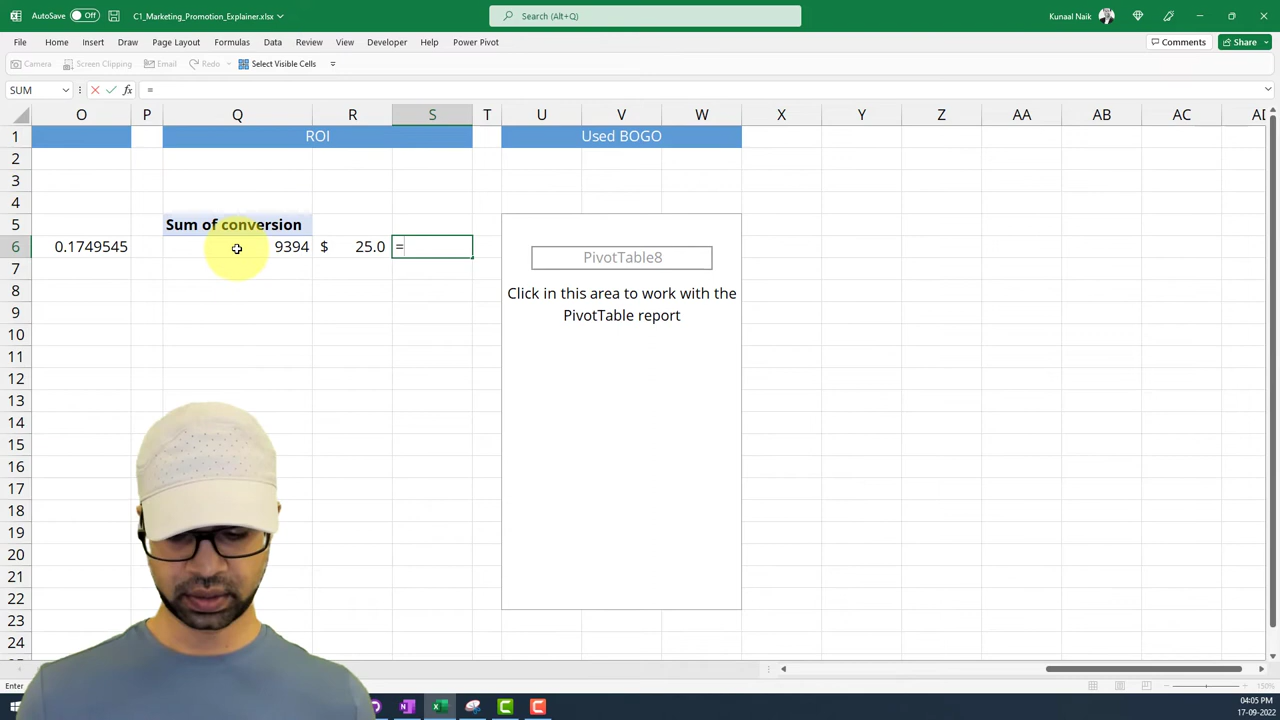 AutoSave Off C1_Marketing_Promotion_Explainer.xlsx Search (Alt+Q) Kunaal Naik
File Home Insert Draw Page Layout Formulas Data Review View Developer Help Power Pivot Comments Share
Camera Screen Clipping Email Redo Select Visible Cells
SUM fx =
O P Q R S T U V W X Y Z AA AB AC AD
1 ROI Used BOGO
2
3
4
5 Sum of conversion
6 0.1749545 9394 $ 25.0 =
PivotTable8
7
8 Click in this area to work with the
9 PivotTable report
10
11
12
13
14
15
16
17
18
19
20
21
22
23
24
Enter 150%
04:05 PM
17-09-2022